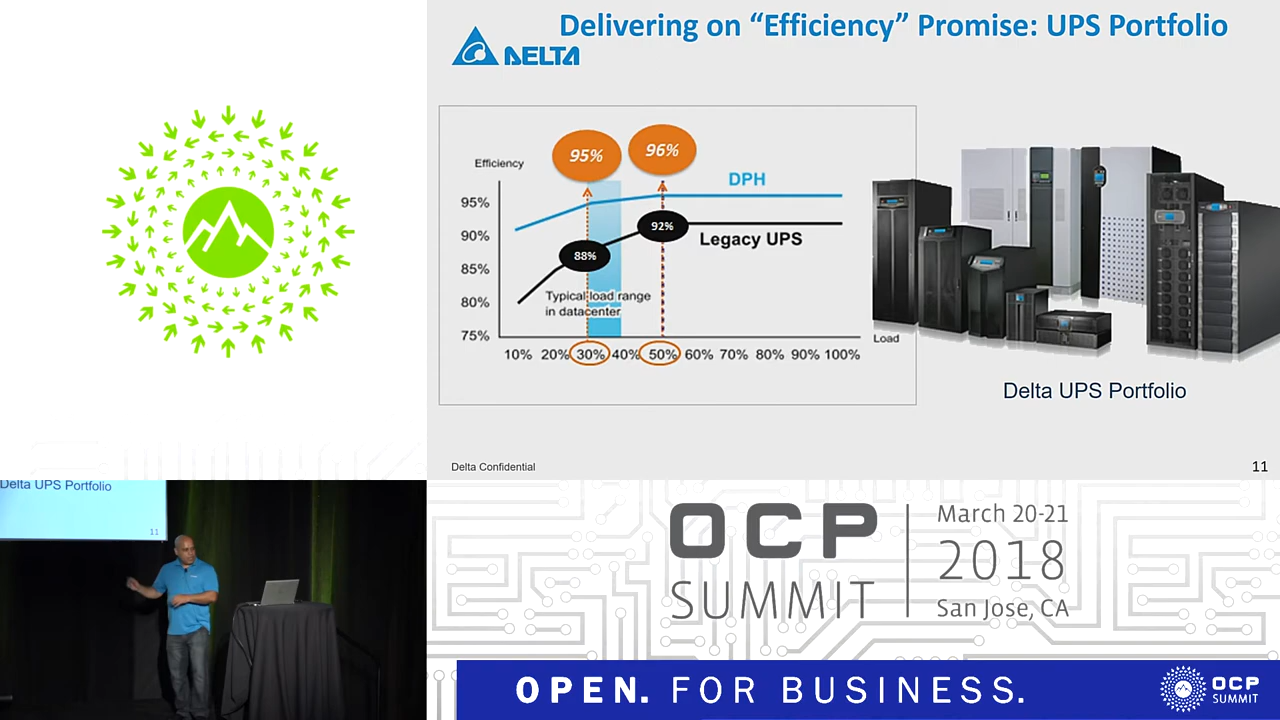 Delivering on “Efficiency” Promise: UPS Portfolio
DELTA
95%
96%
Efficiency
DPH
95%
92%
90%
Legacy UPS
88%
85%
Typical load range
in datacenter
80%
75%
10% 20% 30% 40% 50% 60% 70% 80% 90% 100%
Load
Delta UPS Portfolio
Delta Confidential
11
Delta UPS Portfolio
11
OCP
SUMMIT
March 20-21
2018
San Jose, CA
OPEN. FOR BUSINESS.
OCP
SUMMIT